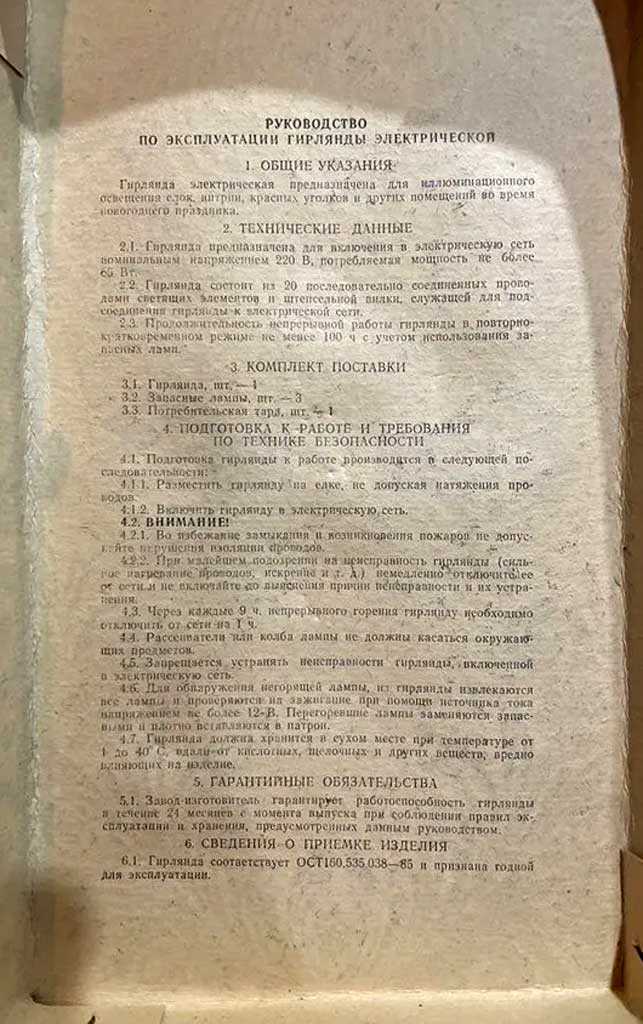 РУКОВОДСТВО
ПО ЭКСПЛУАТАЦИИ ГИРЛЯНДЫ ЭЛЕКТРИЧЕСКОЙ
1. ОБЩИЕ УКАЗАНИЯ
Гирлянда электрическая предназначена для иллюминационного
освещения елок, витрин, красных уголков и других помещений во время
новогоднего праздника.
2. ТЕХНИЧЕСКИЕ ДАННЫЕ
2.1. Гирлянда предназначена для включения в электрическую сеть
номинальным напряжением 220 В, потребляемая мощность не более
65 Вт.
2.2. Гирлянда состоит из 20 последовательно соединенных прово-
дами светящих элементов и штепсельной вилки, служащей для под-
соединения гирлянды к электрической сети.
2.3. Продолжительность непрерывной работы гирлянды в повторно-
кратковременном режиме не менее 100 ч с учетом использования за-
пасных ламп.
3. КОМПЛЕКТ ПОСТАВКИ
3.1. Гирлянда, шт. — 1
3.2. Запасные лампы, шт. — 3
3.3. Потребительская тара, шт. — 1
4. ПОДГОТОВКА К РАБОТЕ И ТРЕБОВАНИЯ
ПО ТЕХНИКЕ БЕЗОПАСНОСТИ
4.1. Подготовка гирлянды к работе производится в следующей по-
следовательности:
4.1.1. Разместить гирлянду на елке, не допуская натяжения про-
водов.
4.1.2. Включить гирлянду в электрическую сеть.
4.2. ВНИМАНИЕ!
4.2.1. Во избежание замыкания и возникновения пожаров не допус-
кайте нарушения изоляции проводов.
4.2.2. При малейшем подозрении на неисправность гирлянды (силь-
ное нагревание проводов, искрение и т. д.) немедленно отключите ее
от сети и не включайте до выяснения причин неисправности и их устра-
нения.
4.3. Через каждые 9 ч. непрерывного горения гирлянду необходимо
отключить от сети на 1 ч.
4.4. Рассеиватели или колба лампы не должны касаться окружаю-
щих предметов.
4.5. Запрещается устранять неисправности гирлянды, включенной
в электрическую сеть.
4.6. Для обнаружения негорящей лампы, из гирлянды извлекаются
все лампы и проверяются на зажигание при помощи источника тока
напряжением не более 12 В. Перегоревшие лампы заменяются запас-
ными и плотно вставляются в патрон.
4.7. Гирлянда должна хранится в сухом месте при температуре от
1 до 40°С, вдали от кислотных, щелочных и других веществ, вредно
влияющих на изделие.
5. ГАРАНТИЙНЫЕ ОБЯЗАТЕЛЬСТВА
5.1. Завод-изготовитель гарантирует работоспособность гирлянды
в течение 24 месяцев с момента выпуска при соблюдении правил эк-
сплуатации и хранения, предусмотренных данным руководством.
6. СВЕДЕНИЯ О ПРИЕМКЕ ИЗДЕЛИЯ
6.1. Гирлянда соответствует ОСТ160.535.038—85 и признана годной
для эксплуатации.